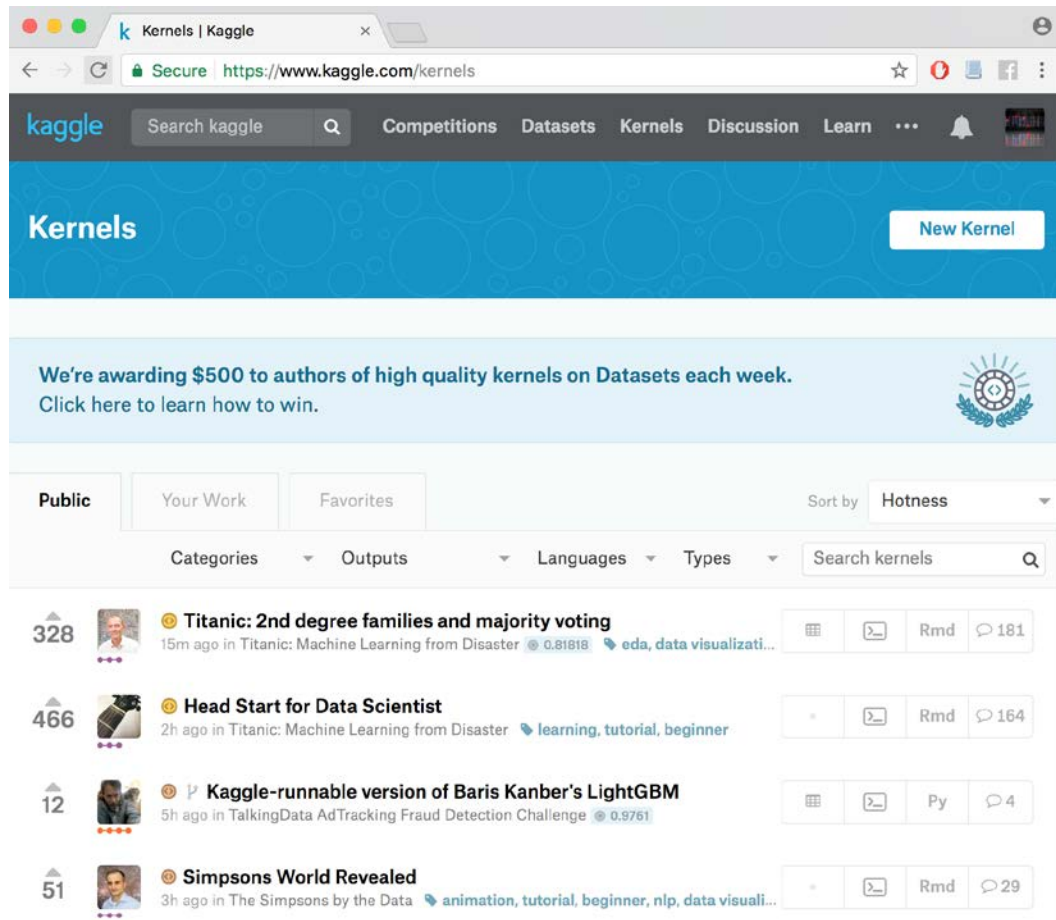 k Kernels | Kaggle ×
Secure https://www.kaggle.com/kernels
kaggle Search kaggle Competitions Datasets Kernels Discussion Learn •••
Kernels New Kernel
We're awarding $500 to authors of high quality kernels on Datasets each week.
Click here to learn how to win.
Public Your Work Favorites Sort by Hotness
Categories Outputs Languages Types Search kernels
328 Titanic: 2nd degree families and majority voting Rmd 181
15m ago in Titanic: Machine Learning from Disaster 0.81818 eda, data visualizati...
466 Head Start for Data Scientist Rmd 164
2h ago in Titanic: Machine Learning from Disaster learning, tutorial, beginner
12 Kaggle-runnable version of Baris Kanber's LightGBM Py 4
5h ago in TalkingData AdTracking Fraud Detection Challenge 0.9761
51 Simpsons World Revealed Rmd 29
3h ago in The Simpsons by the Data animation, tutorial, beginner, nlp, data visuali...